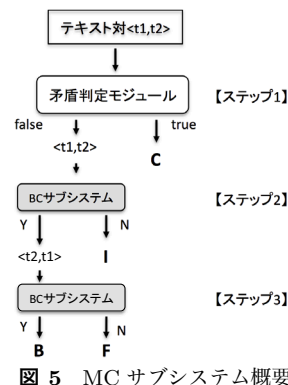 テキスト対<t1,t2>
矛盾判定モジュール 【ステップ1】
false true
<t1,t2>
C
BCサブシステム 【ステップ2】
Y N
<t2,t1> I
BCサブシステム 【ステップ3】
Y N
B F
図 5 MC サブシステム概要